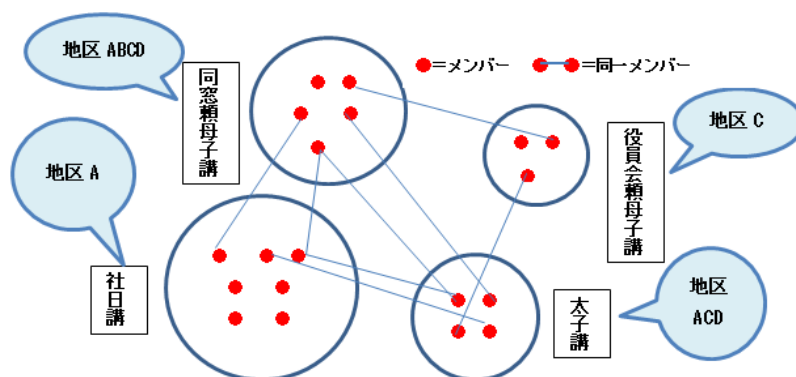 地区 ABCD
同窓頼母子講
=メンバー
=同一メンバー
地区 C
役員会頼母子講
地区 A
社日講
太子講
地区
ACD